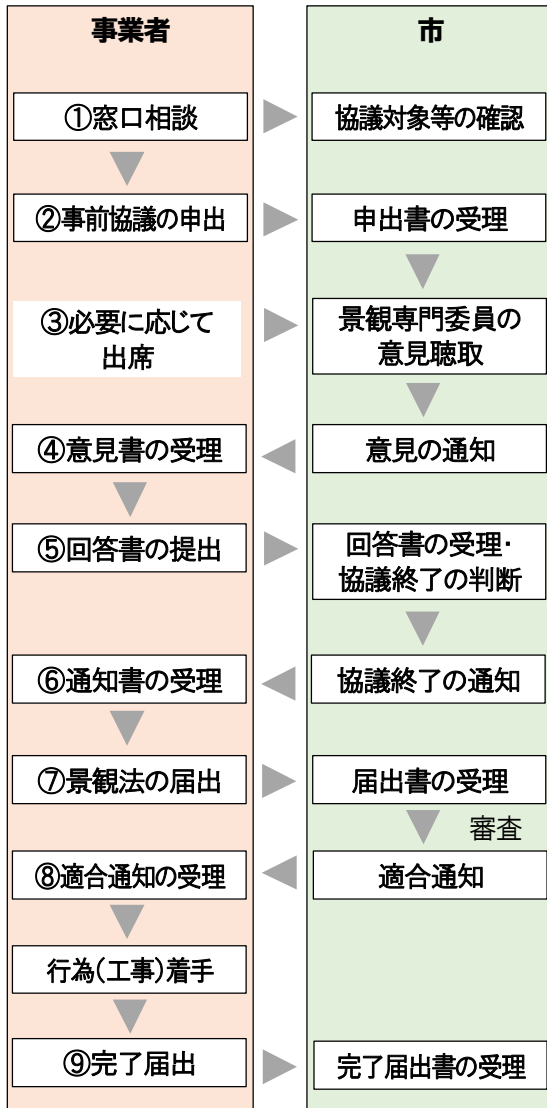 事業者
市
①窓口相談
協議対象等の確認
②事前協議の申出
申出書の受理
③必要に応じて
出席
景観専門委員の
意見聴取
④意見書の受理
意見の通知
⑤回答書の提出
回答書の受理・
協議終了の判断
⑥通知書の受理
協議終了の通知
⑦景観法の届出
届出書の受理
審査
⑧適合通知の受理
適合通知
行為(工事)着手
⑨完了届出
完了届出書の受理